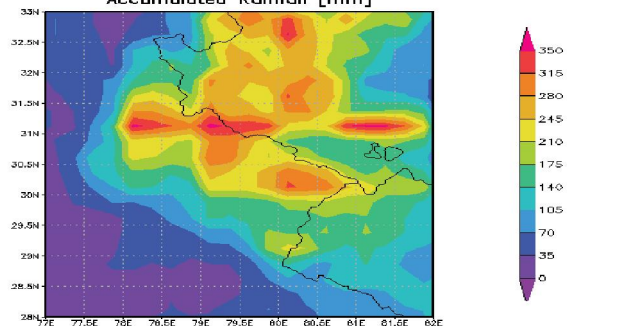 Accumulated Rainfall [mm]
33N
32.5N
32N
31.5N
31N
30.5N
30N
29.5N
29N
28.5N
28N
77E 77.5E 78E 78.5E 79E 79.5E 80E 80.5E 81E 81.5E 82E
350
315
280
245
210
175
140
105
70
35
0